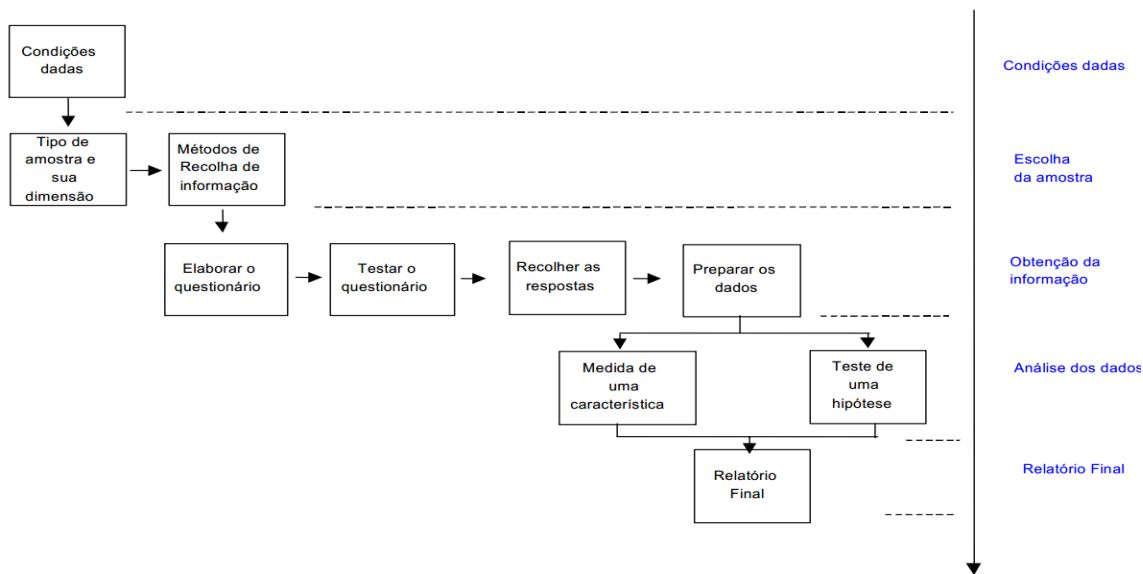 Condições
dadas
Condições dadas
Tipo de
amostra e
sua
dimensão
Métodos de
Recolha de
informação
Escolha
da amostra
Elaborar o
questionário
Testar o
questionário
Recolher as
respostas
Preparar os
dados
Obtenção da
informação
Medida de
uma
característica
Teste de
uma
hipótese
Análise dos dados
Relatório
Final
Relatório Final